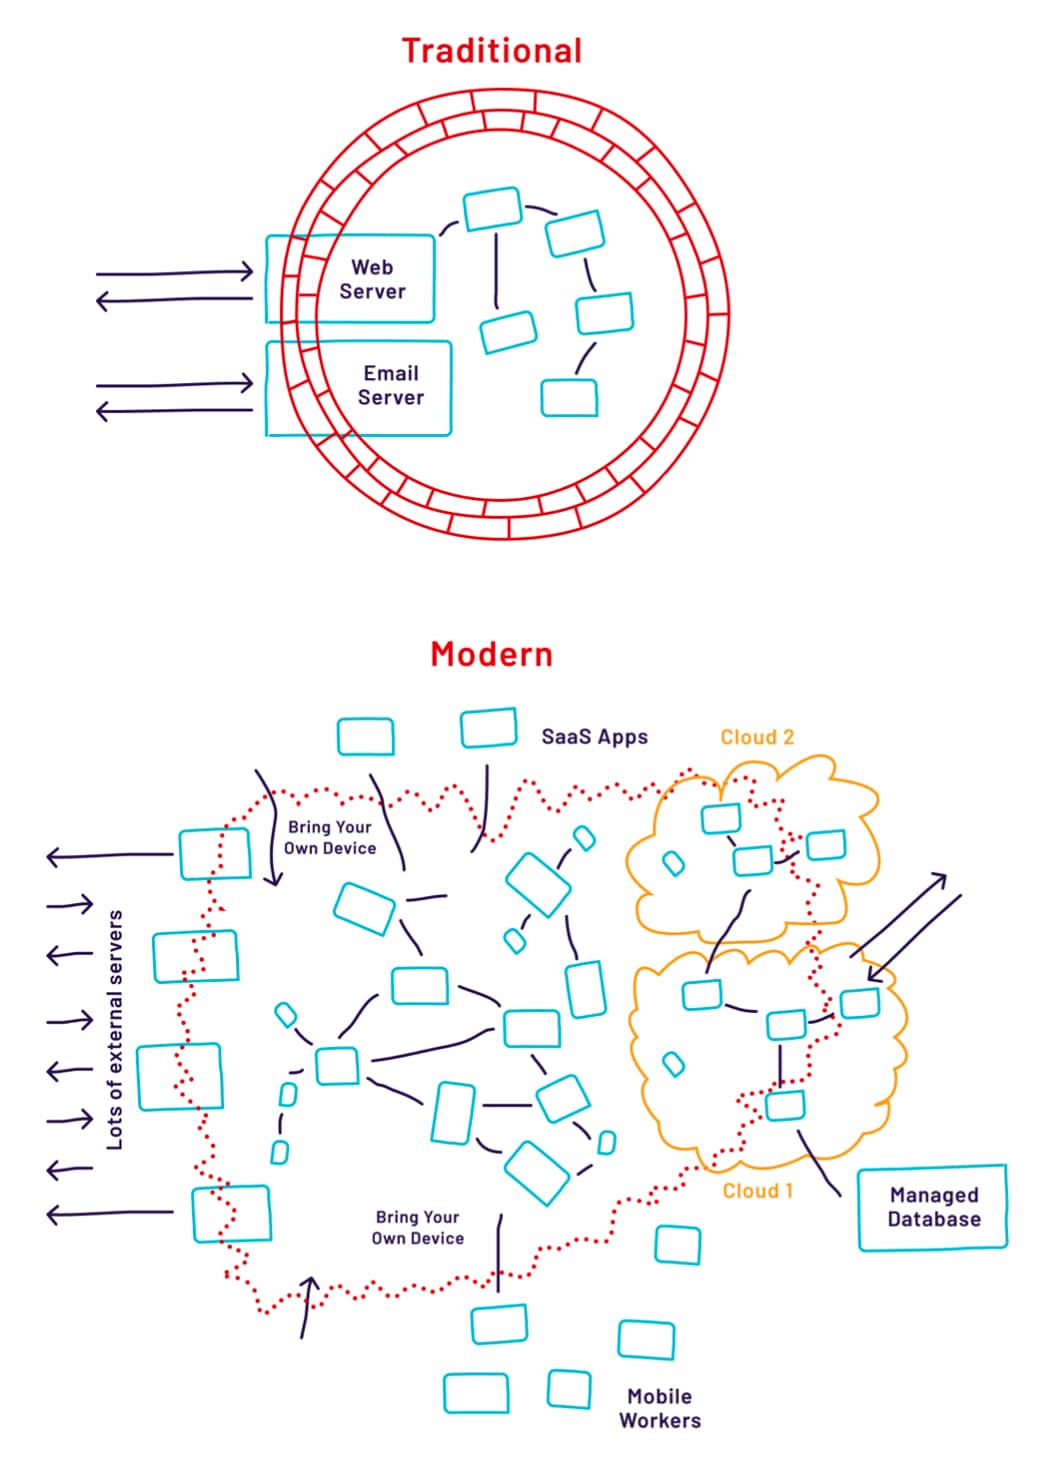 Traditional
Web
Server
Email
Server
Modern
SaaS Apps
Cloud 2
Bring Your
Own Device
Lots of external servers
Cloud 1
Managed
Database
Bring Your
Own Device
Mobile
Workers